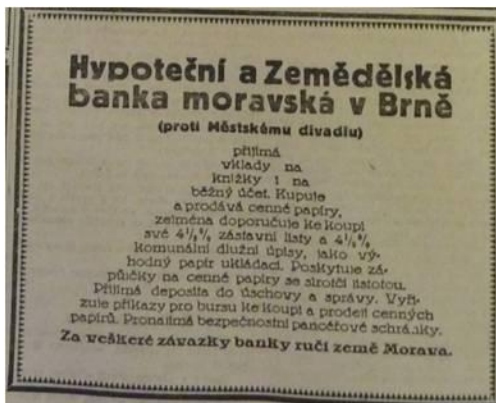 Hypoteční a Zemědělská
banka moravská v Brně
(proti Městskému divadlu)
přijímá
vklady na
knížky i na
běžný účet. Kupuje
a prodává cenné papíry,
zejména doporučuje ke koupi
své 4¹/₂% zástavní listy a 4¹/₂%
komunální dlužní úpisy, jako vý-
hodný papír ukládací. Poskytuje zá-
půjčky na cenné papíry se sirotčí jistotou.
Přijímá deposita do úschovy a správy. Vyři-
zuje příkazy pro bursu ke koupi a prodeji cenných
papírů. Pronajímá bezpečnostní pancéřové schránky.
Za veškeré závazky banky ručí země Morava.